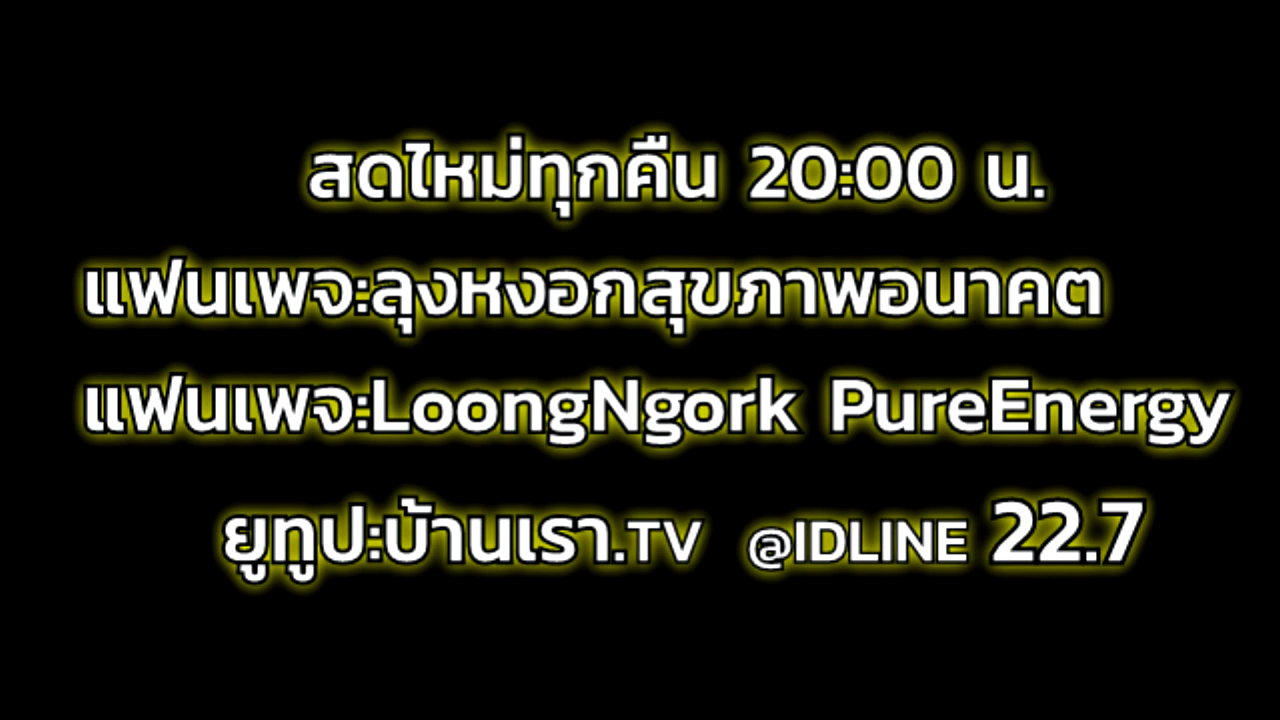 สดไหม่ทุกคืน 20:00 น.
แฟนเพจ:ลุงหงอกสุขภาพอนาคต
แฟนเพจ:LoongNgork PureEnergy
ยูทูป:บ้านเรา.TV @IDLINE 22.7